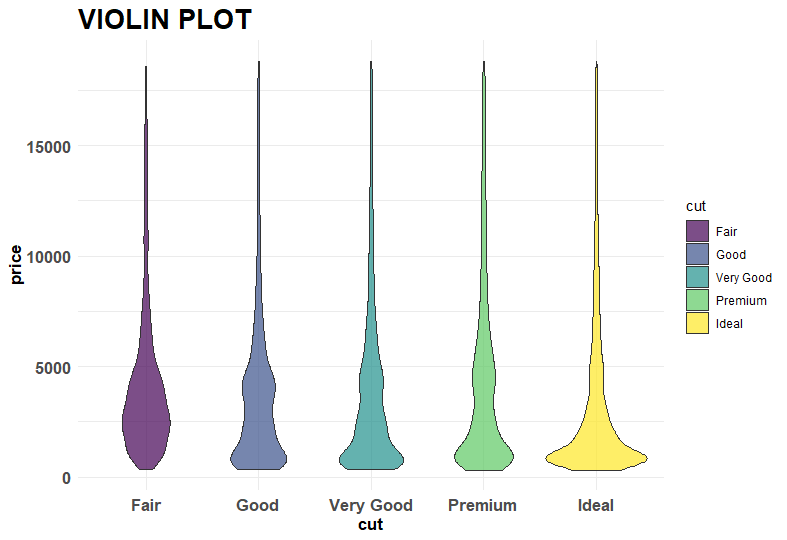 VIOLIN PLOT
price
15000
10000
5000
0
Fair
Good
Very Good
Premium
Ideal
cut
cut
Fair
Good
Very Good
Premium
Ideal